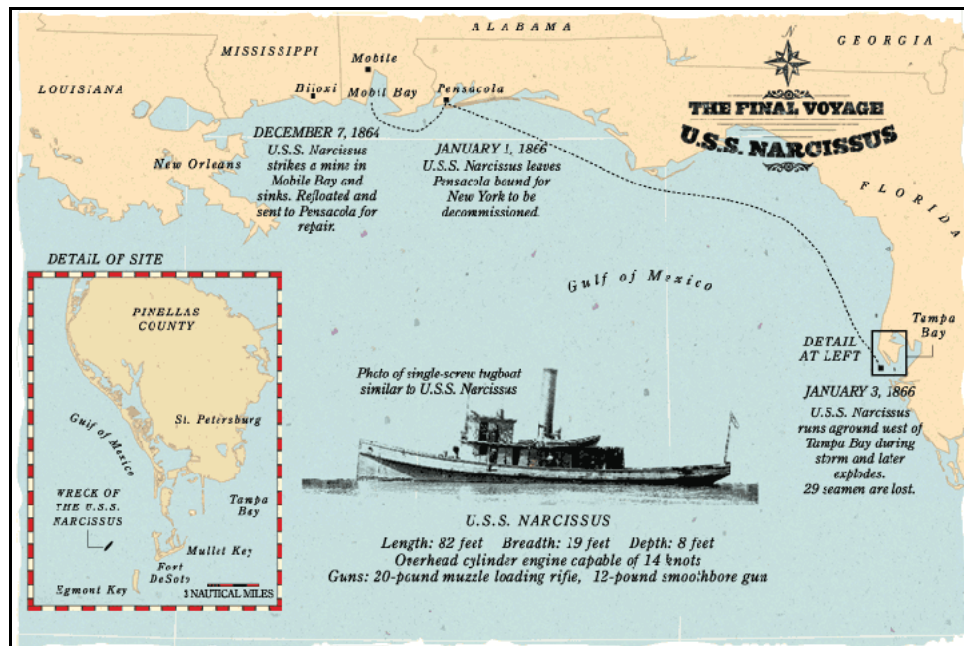 ALABAMA
GEORGIA
MISSISSIPPI
LOUISIANA
Mobile
Biloxi
Mobil Bay
Pensacola
N
THE FINAL VOYAGE
U.S.S. NARCISSUS
DECEMBER 7, 1864
U.S.S. Narcissus
strikes a mine in
Mobile Bay and
sinks. Refloated and
sent to Pensacola for
repair.
New Orleans
JANUARY 1, 1866
U.S.S. Narcissus leaves
Pensacola bound for
New York to be
decommissioned.
FLORIDA
Gulf of Mexico
Tampa
Bay
DETAIL
AT LEFT
JANUARY 3, 1866
U.S.S. Narcissus
runs aground west of
Tampa Bay during
storm and later
explodes.
29 seamen are lost.
DETAIL OF SITE
PINELLAS
COUNTY
St. Petersburg
Gulf of Mexico
WRECK OF
THE U.S.S.
NARCISSUS
Tampa
Bay
Mullet Key
Fort
DeSoto
Egmont Key
3 NAUTICAL MILES
Photo of single-screw tugboat
similar to U.S.S. Narcissus
U.S.S. NARCISSUS
Length: 82 feet Breadth: 19 feet Depth: 8 feet
Overhead cylinder engine capable of 14 knots
Guns: 20-pound muzzle loading rifle, 12-pound smoothbore gun